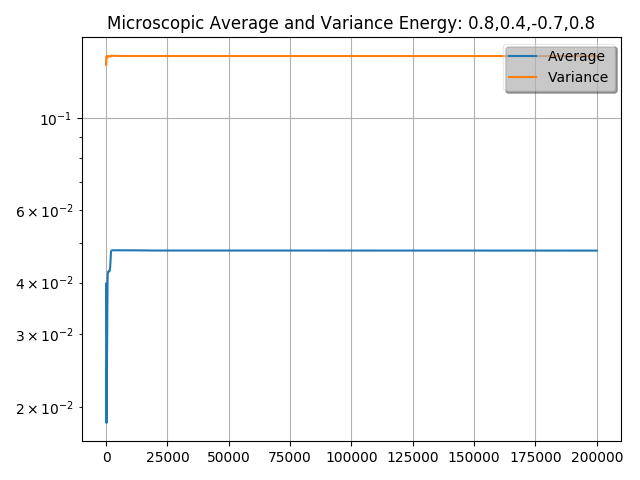 Microscopic Average and Variance Energy: 0.8,0.4,-0.7,0.8
Average
Variance
10⁻¹
6 × 10⁻²
4 × 10⁻²
3 × 10⁻²
2 × 10⁻²
0 25000 50000 75000 100000 125000 150000 175000 200000